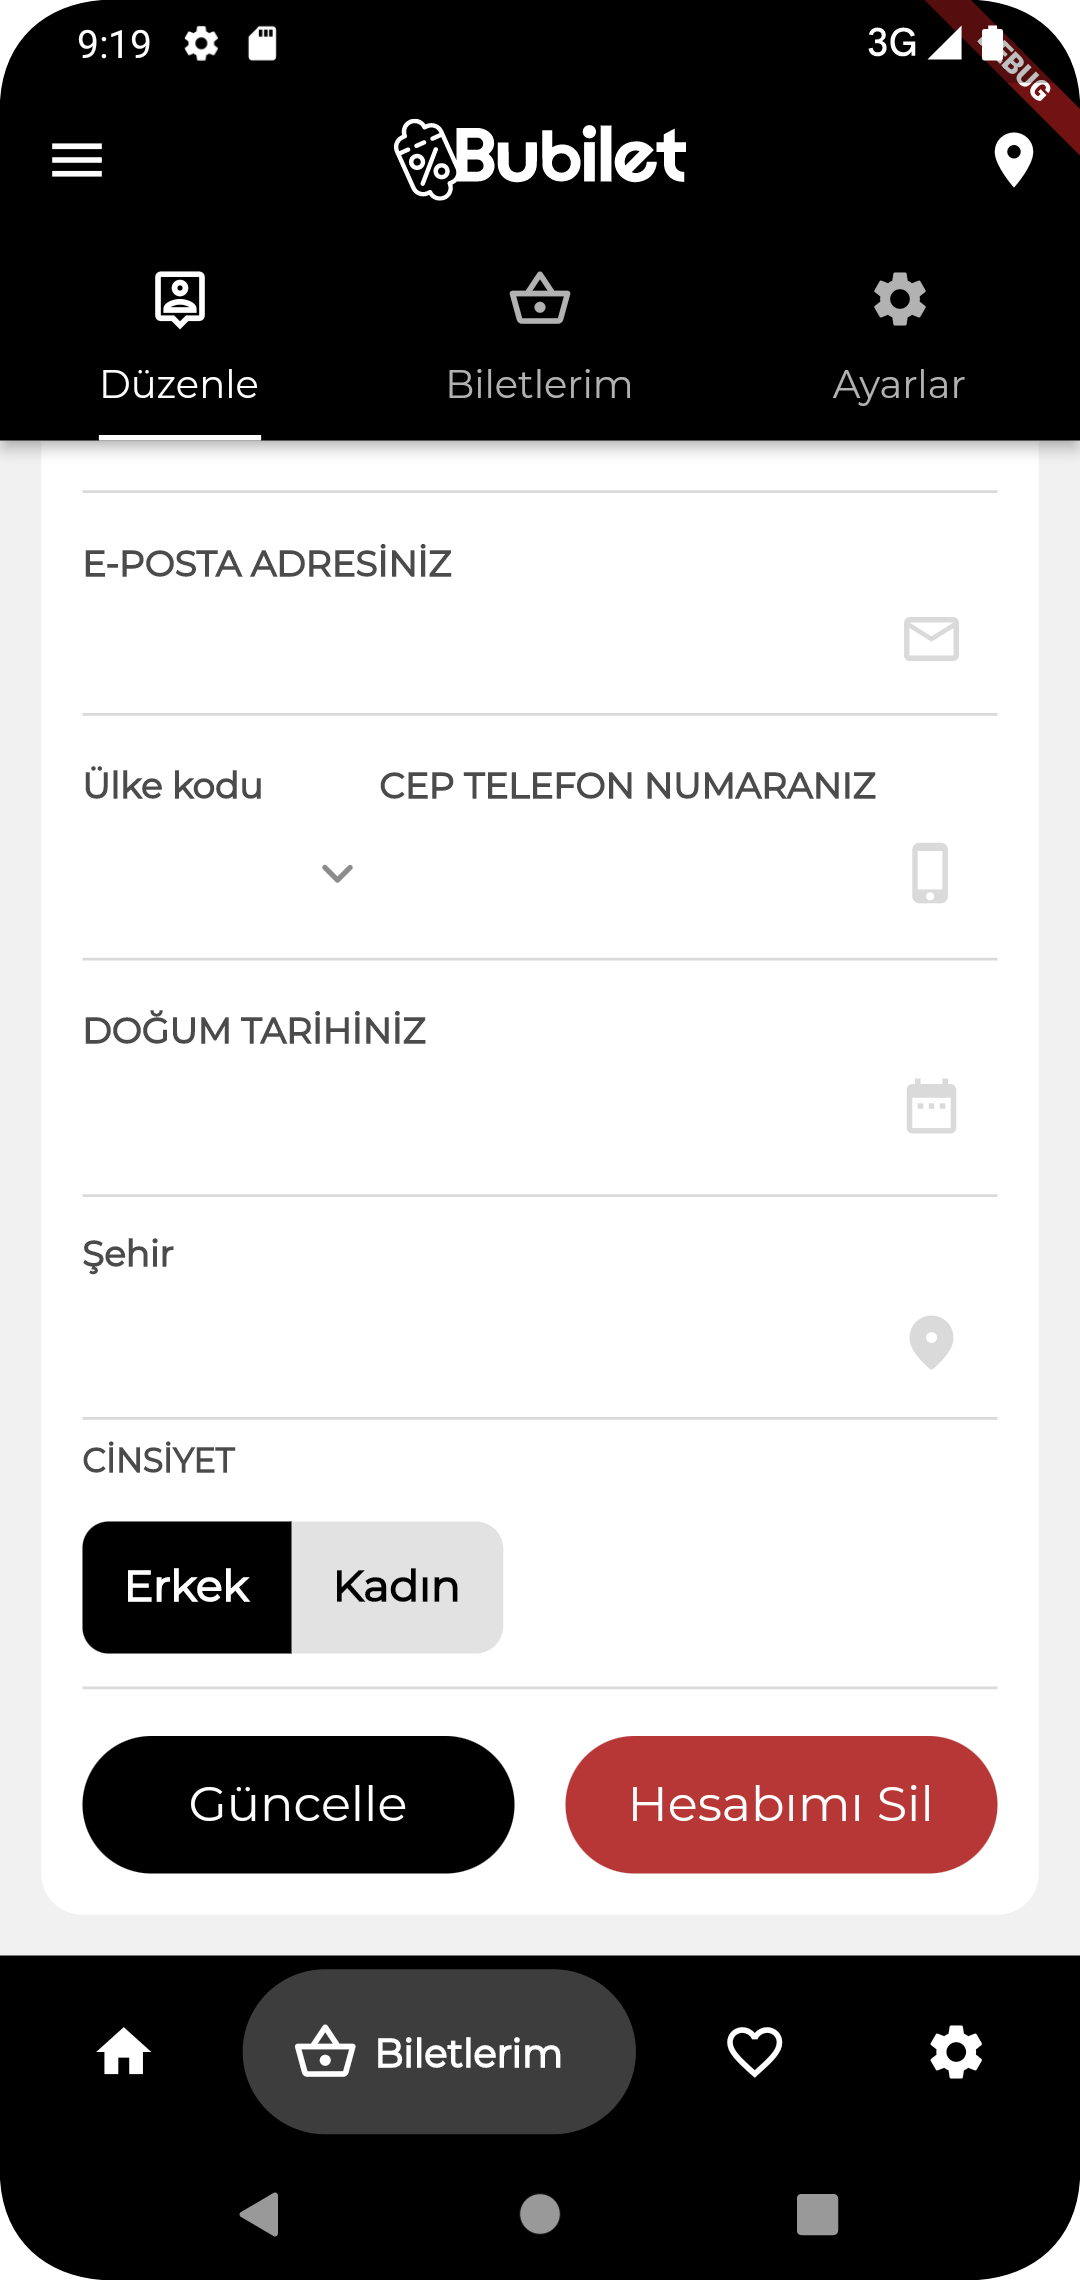 9:19 3G
Bubilet
Düzenle Biletlerim Ayarlar
E-POSTA ADRESİNİZ
Ülke kodu CEP TELEFON NUMARANIZ
DOĞUM TARİHİNİZ
Şehir
CİNSİYET
Erkek Kadın
Güncelle Hesabımı Sil
Biletlerim